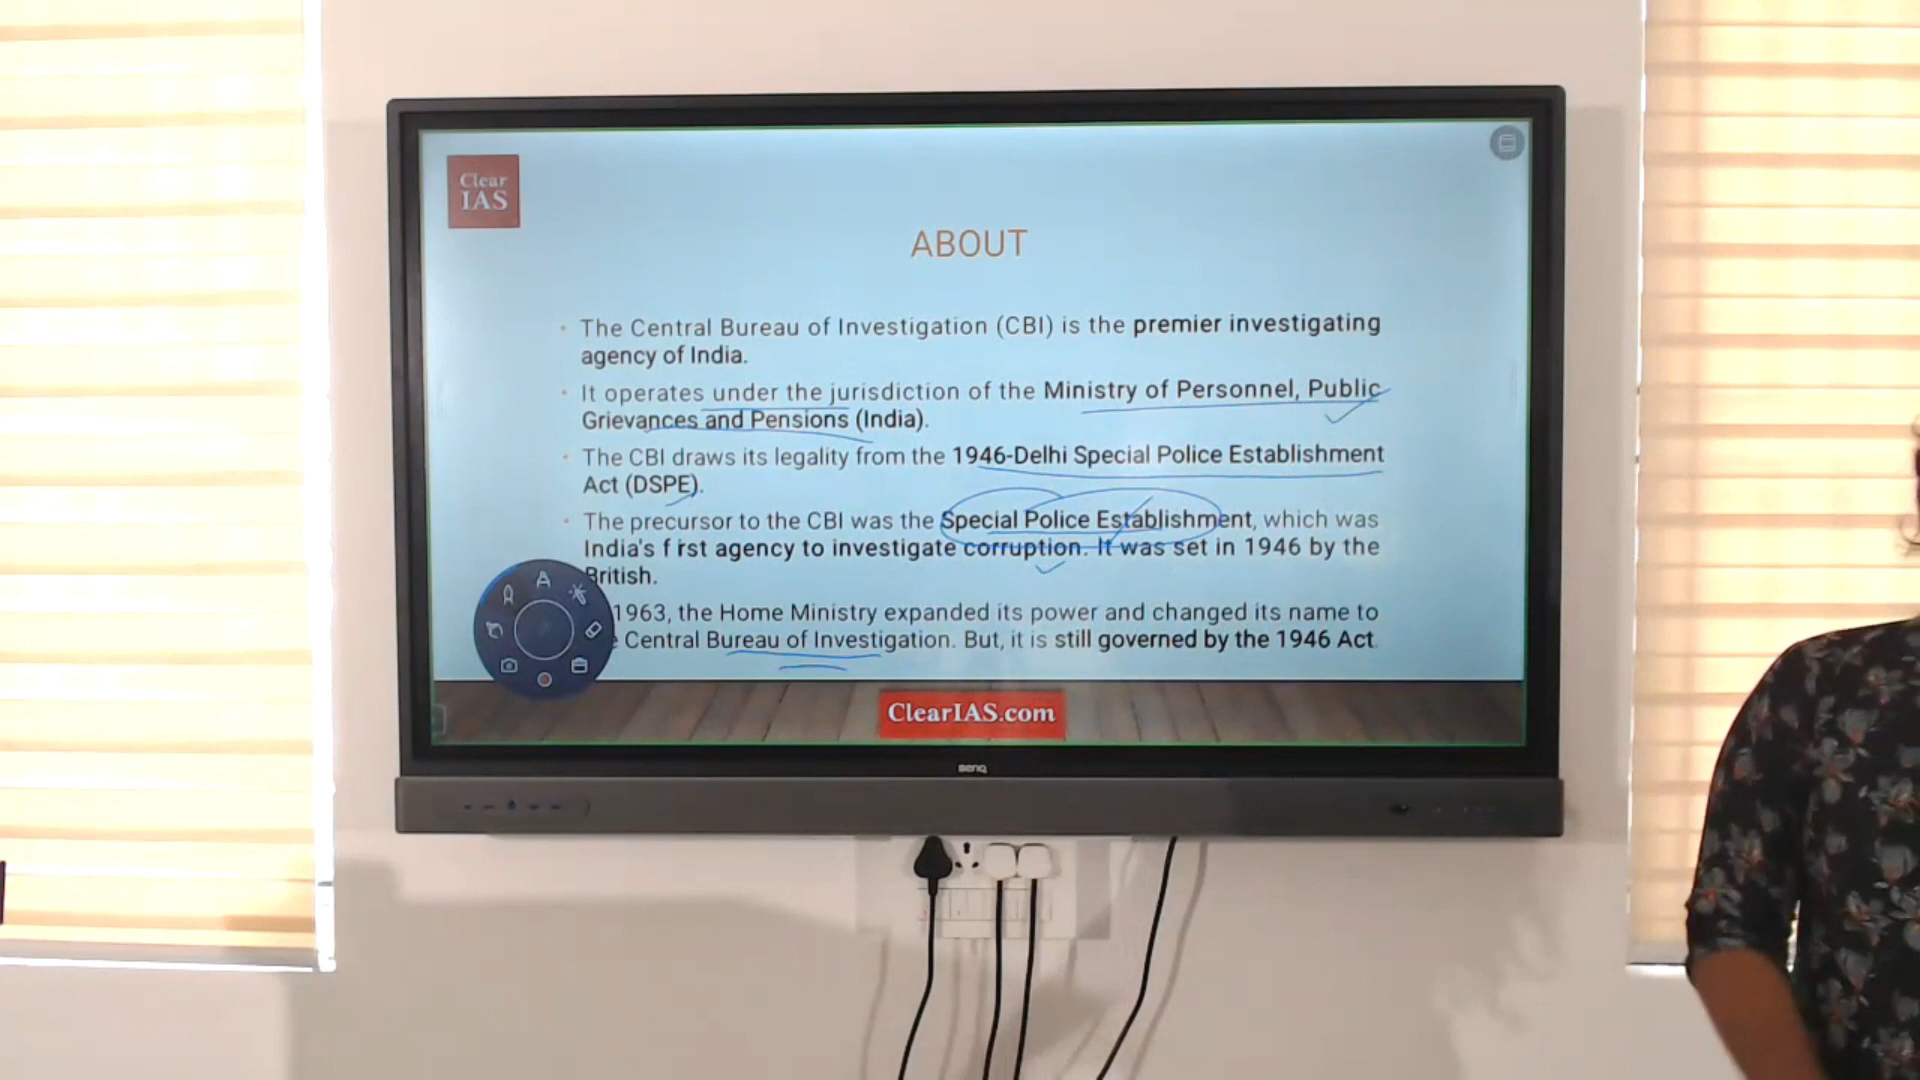 Clear
IAS
ABOUT
• The Central Bureau of Investigation (CBI) is the premier investigating
agency of India.
• It operates under the jurisdiction of the Ministry of Personnel, Public
Grievances and Pensions (India).
• The CBI draws its legality from the 1946-Delhi Special Police Establishment
Act (DSPE).
• The precursor to the CBI was the Special Police Establishment, which was
India's first agency to investigate corruption. It was set in 1946 by the
British.
1963, the Home Ministry expanded its power and changed its name to
Central Bureau of Investigation. But, it is still governed by the 1946 Act.
ClearIAS.com
BenQ